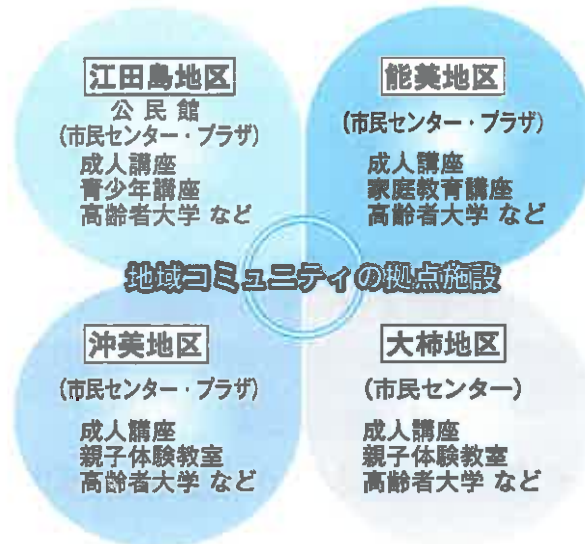 江田島地区
公民館
(市民センター・プラザ)
成人講座
青少年講座
高齢者大学 など
能美地区
(市民センター・プラザ)
成人講座
家庭教育講座
高齢者大学 など
地域コミュニティの拠点施設
沖美地区
(市民センター・プラザ)
成人講座
親子体験教室
高齢者大学 など
大柿地区
(市民センター)
成人講座
親子体験教室
高齢者大学 など